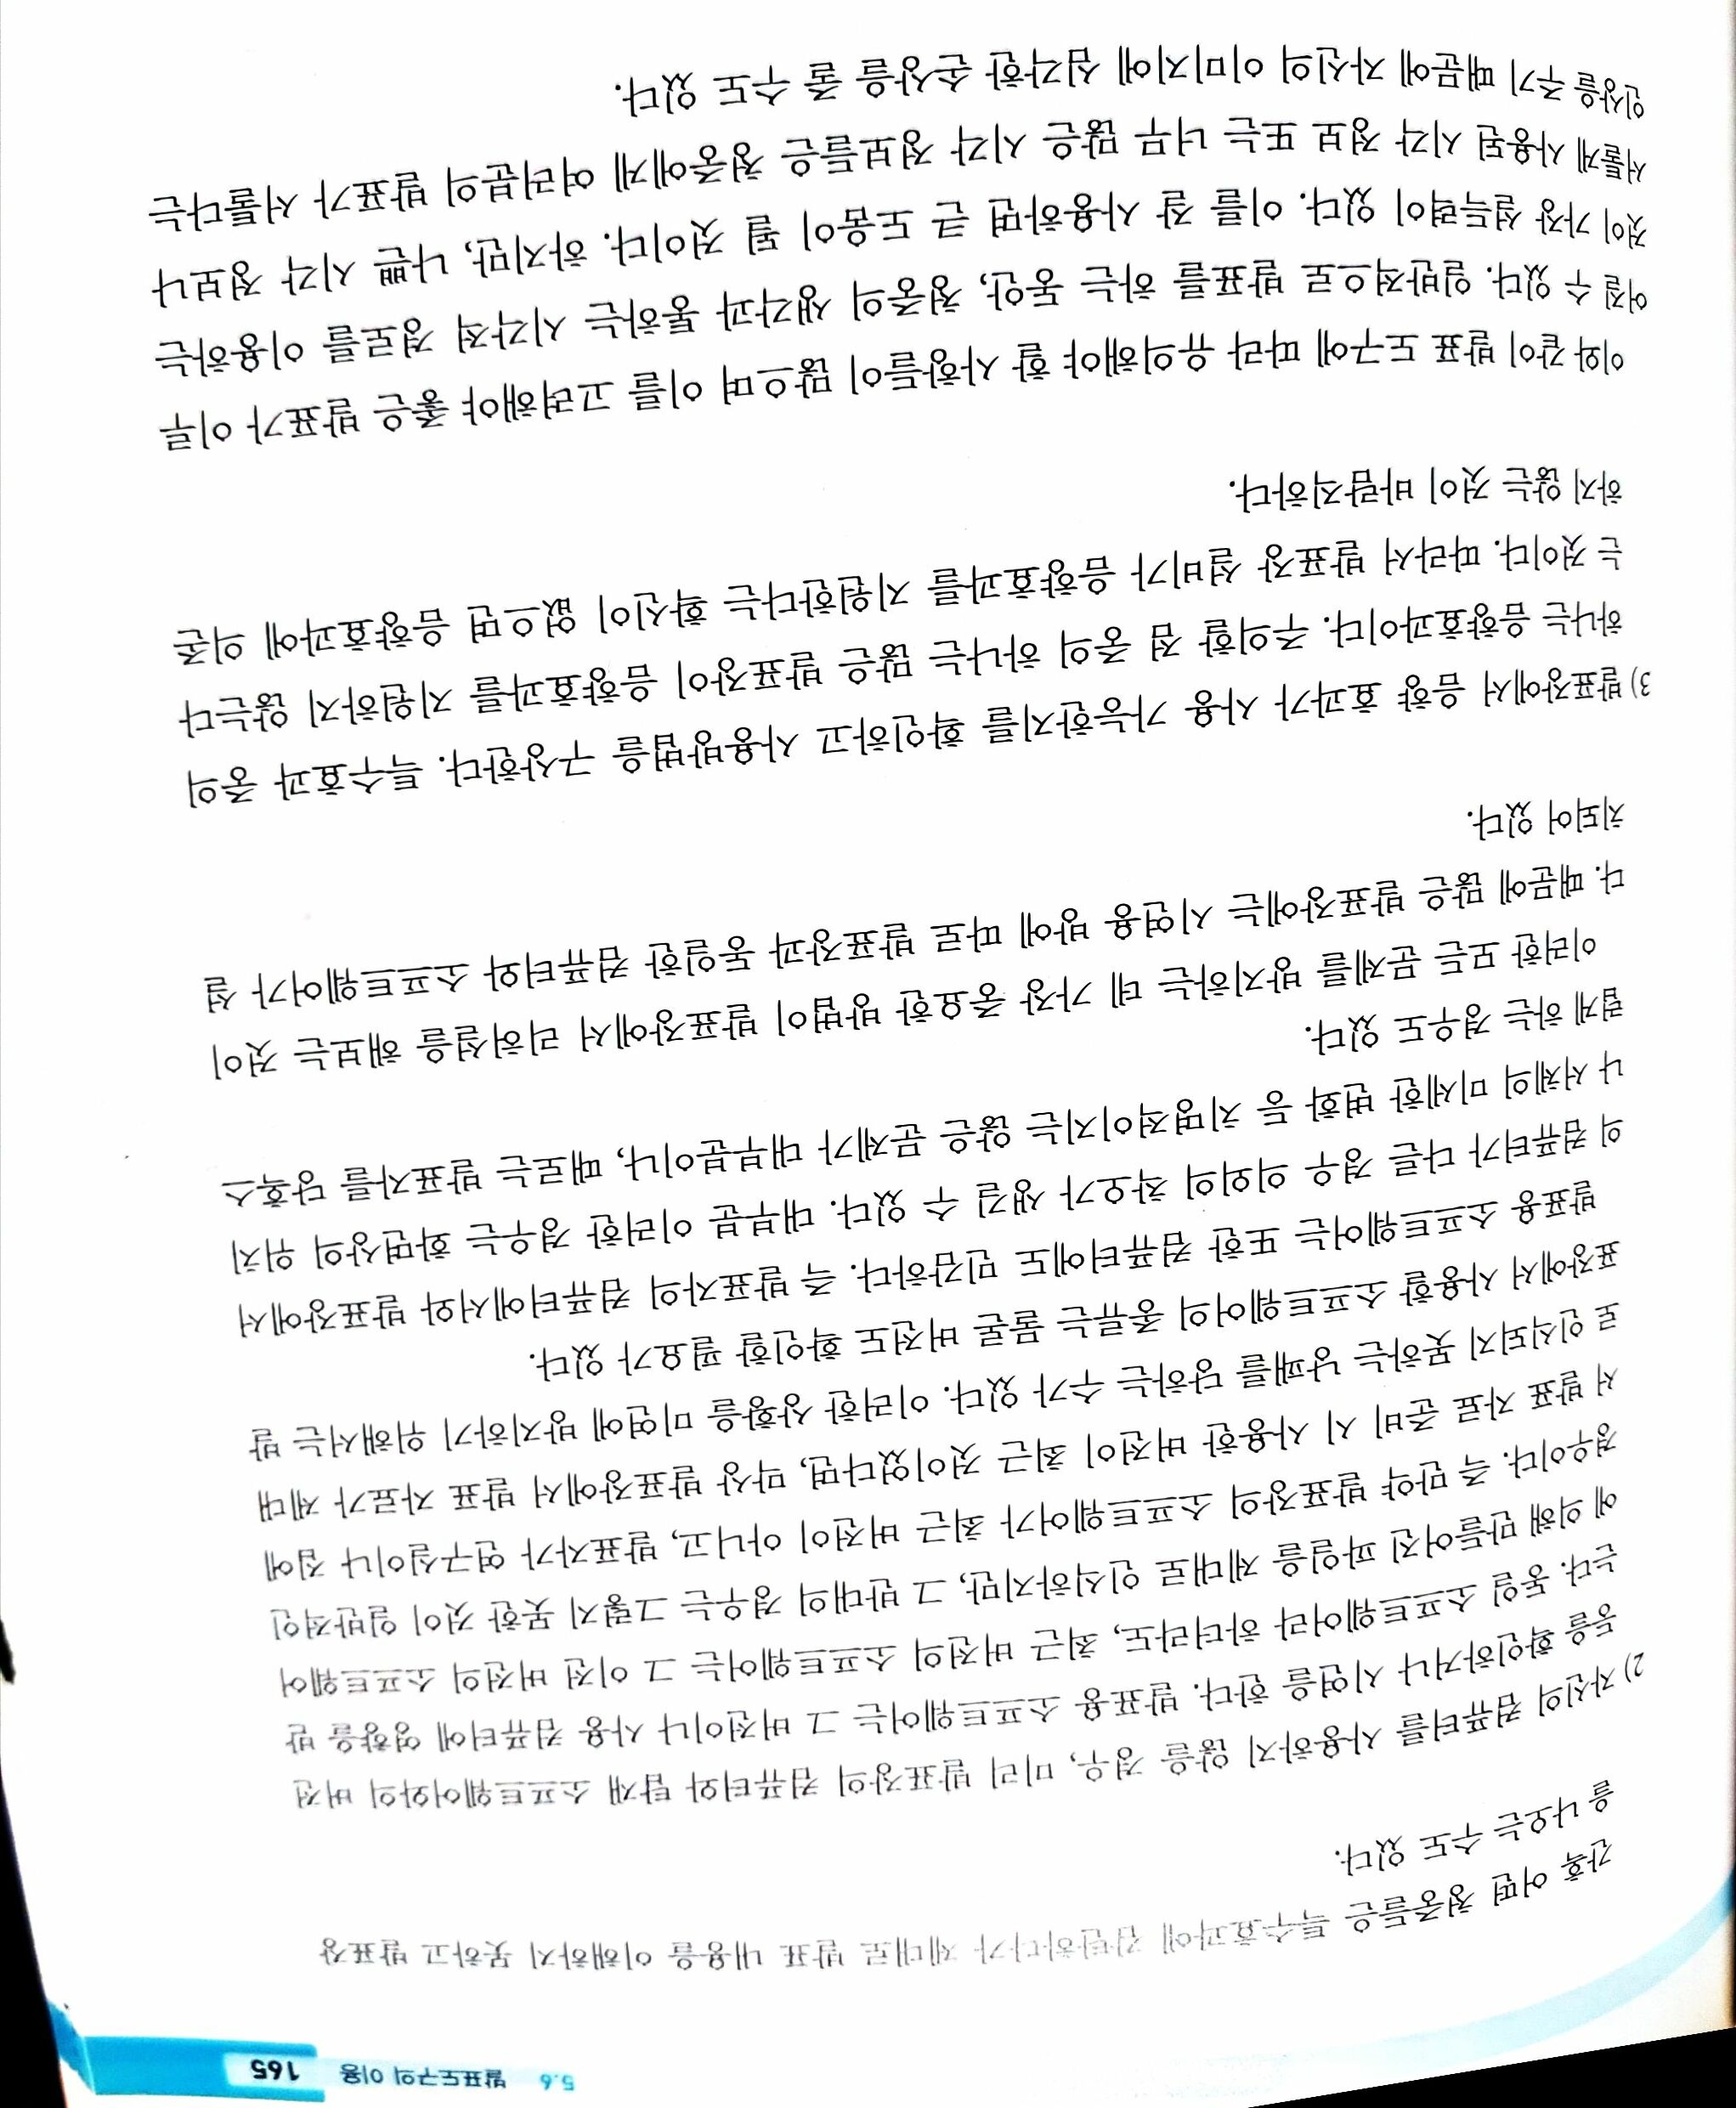 5.6 발표도구의 이용 165
간혹 어떤 청중들은 특수효과에 감탄하다가 제대로 발표 내용을 이해하지 못하고 발표장
을 나오는 수도 있다.
2) 자신의 컴퓨터를 사용하지 않을 경우, 미리 발표장의 컴퓨터와 탑재 소프트웨어와의 버전
등을 확인하거나 시연을 한다. 발표용 소프트웨어는 그 버전이나 사용 컴퓨터에 영향을 받
는다. 동일 소프트웨어라 하더라도, 최근 버전의 소프트웨어는 그 이전 버전의 소프트웨어
에 의해 만들어진 파일을 제대로 인식하지만, 그 반대의 경우는 그렇지 못한 것이 일반적인
경우이다. 즉 만약 발표장의 소프트웨어가 최근 버전이 아니고, 발표자가 연구실이나 집에
서 발표 자료 준비 시 사용한 버전이 최근 것이었다면, 막상 발표장에서 발표 자료가 제대
로 인식되지 못하는 낭패를 당하는 수가 있다. 이러한 상황을 미연에 방지하기 위해서는 발
표장에서 사용할 소프트웨어의 종류는 물론 버전도 확인할 필요가 있다.
발표용 소프트웨어는 또한 컴퓨터에도 민감하다. 즉 발표자의 컴퓨터에서와 발표장에서
의 컴퓨터가 다른 경우 의외의 착오가 생길 수 있다. 대부분 이러한 경우는 화면상의 위치
나 서체의 미세한 변화 등 치명적이지는 않은 문제가 대부분이나, 때로는 발표자를 당혹스
럽게 하는 경우도 있다.
이러한 모든 문제를 방지하는 데 가장 중요한 방법이 발표장에서 리허설을 해보는 것이
다. 때문에 많은 발표장에는 시연용 방에 따로 발표장과 동일한 컴퓨터와 소프트웨어가 설
치되어 있다.
3) 발표장에서 음향 효과가 사용 가능한지를 확인하고 사용방법을 구상한다. 특수효과 중의
하나는 음향효과이다. 주의할 점 중의 하나는 많은 발표장이 음향효과를 지원하지 않는다
는 것이다. 따라서 발표장 설비가 음향효과를 지원한다는 확신이 없으면 음향효과에 의존
하지 않는 것이 바람직하다.
이와 같이 발표 도구에 따라 유의해야 할 사항들이 많으며 이를 고려해야 좋은 발표가 이루
어질 수 있다. 일반적으로 발표를 하는 동안, 청중의 생각과 통하는 시각적 경로를 이용하는
것이 가장 설득력이 있다. 이를 잘 사용하면 큰 도움이 될 것이다. 하지만, 나쁜 시각 정보나
서툴게 사용된 시각 정보 또는 너무 많은 시각 정보들은 청중에게 여러분의 발표가 서툴다는
인상을 주기 때문에 자신의 이미지에 심각한 손상을 줄 수도 있다.